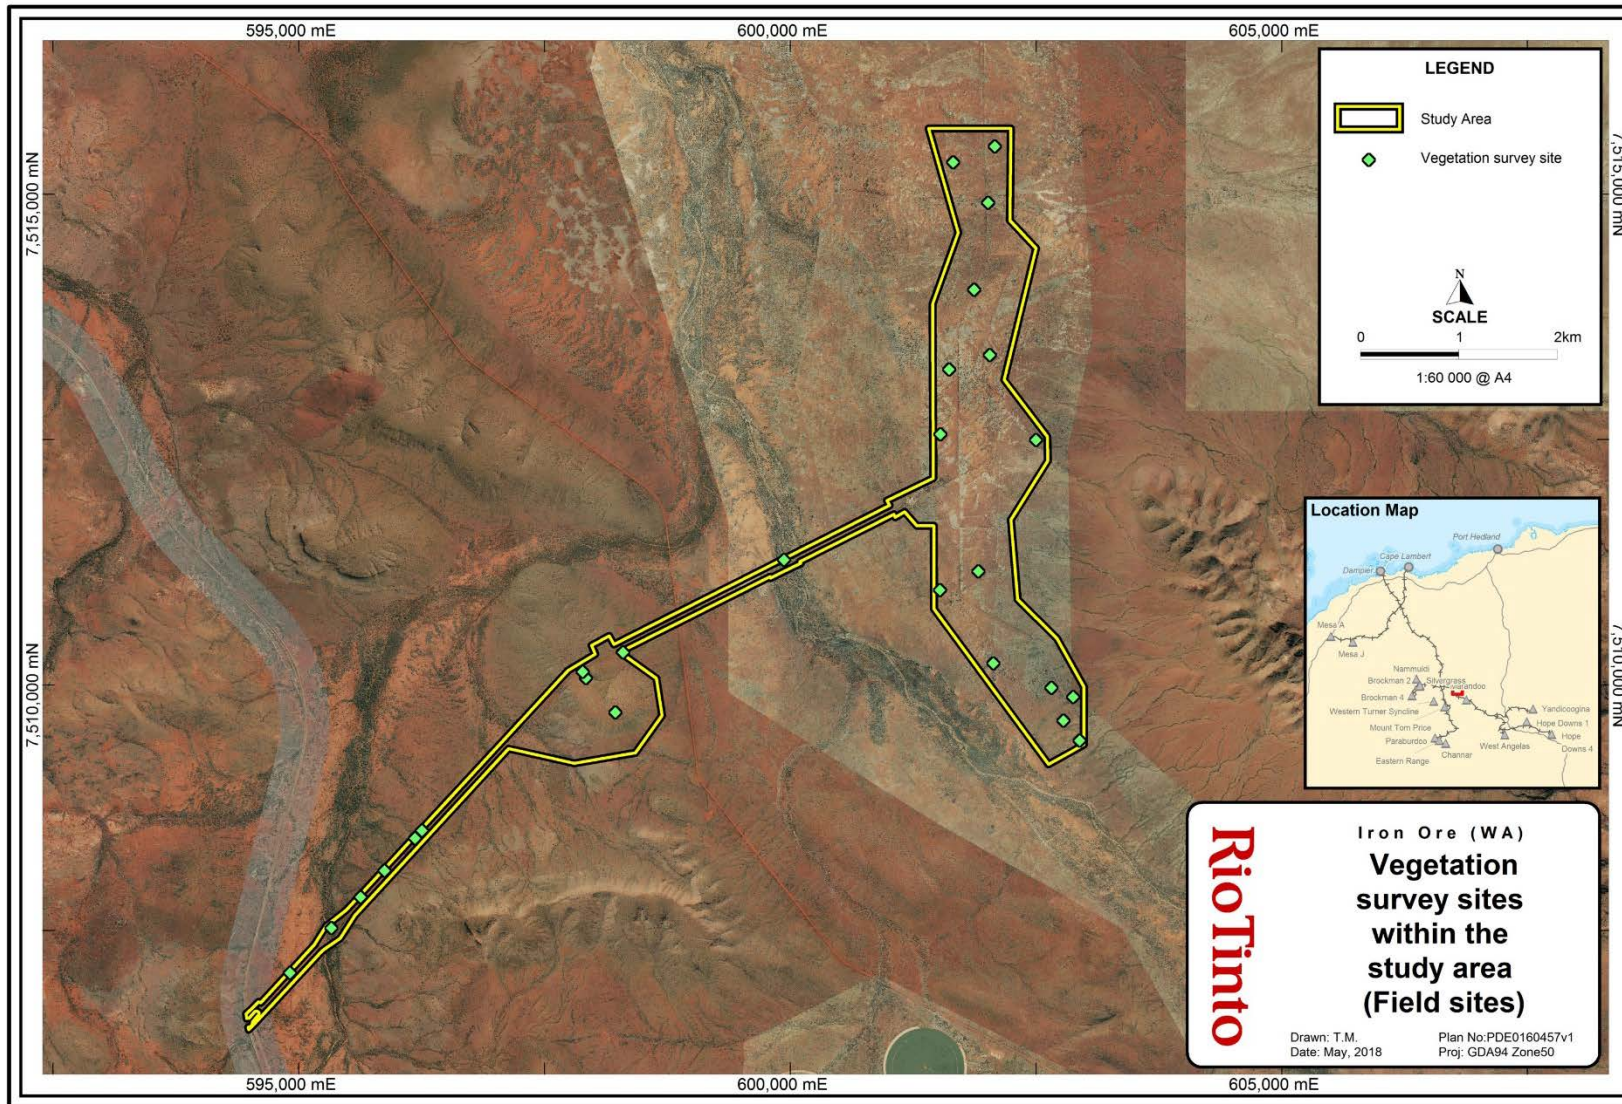 595,000 mE
600,000 mE
605,000 mE
7,515,000 mN
7,515,000 mN
7,510,000 mN
7,510,000 mN
LEGEND
Study Area
Vegetation survey site
N
SCALE
0 1 2km
1:60 000 @ A4
Location Map
Port Hedland
Cape Lambert
Dampier
Mesa A
Mesa J
Nammuldi
Brockman 2
Silvergrass
Marandoo
Brockman 4
Western Turner Syncline
Yandicoogina
Mount Tom Price
Hope Downs 1
Paraburdoo
Hope
Downs 4
West Angelas
Channar
Eastern Range
RioTinto
Iron Ore (WA)
Vegetation
survey sites
within the
study area
(Field sites)
Drawn: T.M.
Plan No:PDE0160457v1
Date: May, 2018
Proj: GDA94 Zone50
595,000 mE
600,000 mE
605,000 mE